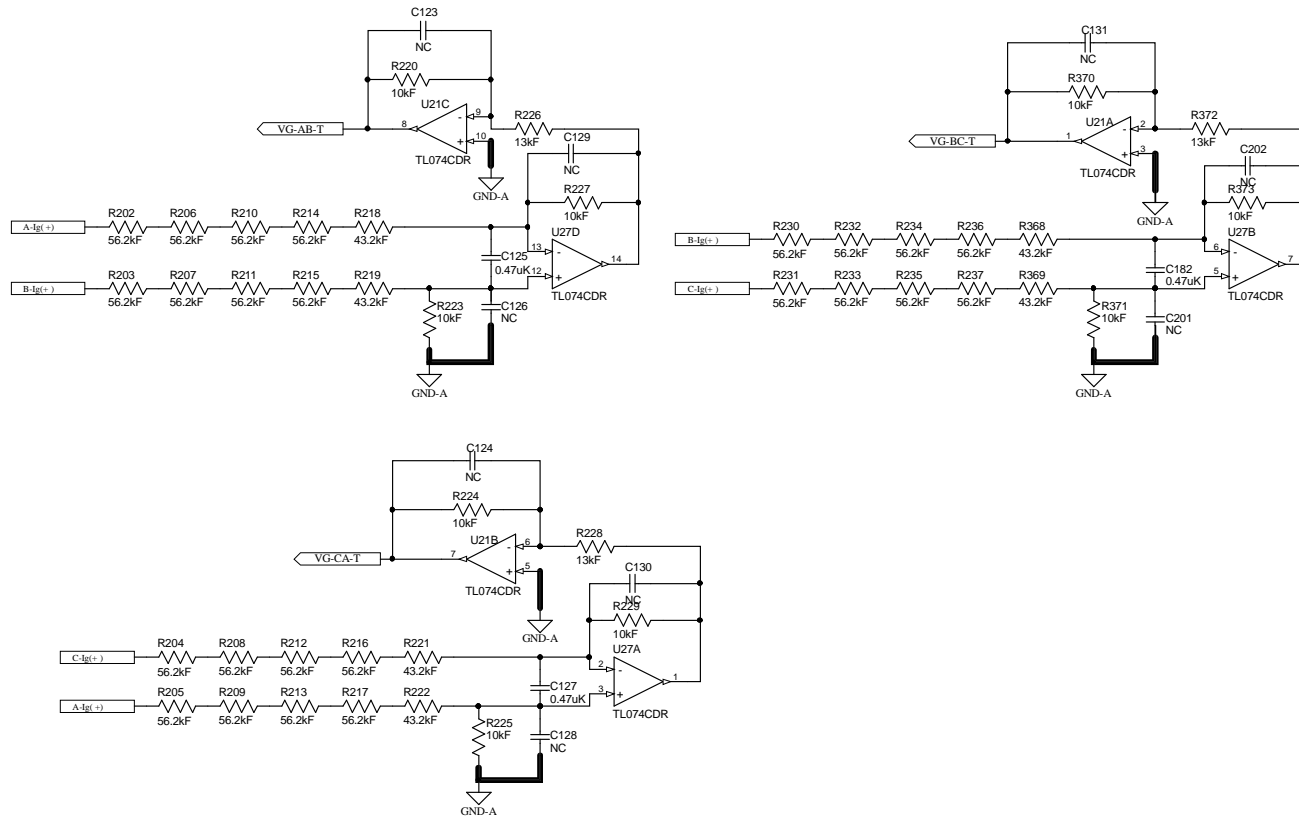 C123
NC
R220
10kF
U21C
VG-AB-T
8
9
10
-
+
TL074CDR
GND-A
R226
13kF
C129
NC
R227
10kF
A-Ig(+)
R202
56.2kF
R206
56.2kF
R210
56.2kF
R214
56.2kF
R218
43.2kF
U27D
13
12
14
-
+
TL074CDR
C125
0.47uK
B-Ig(+)
R203
56.2kF
R207
56.2kF
R211
56.2kF
R215
56.2kF
R219
43.2kF
R223
10kF
C126
NC
GND-A
C131
NC
R370
10kF
U21A
VG-BC-T
1
2
3
-
+
TL074CDR
GND-A
R372
13kF
C202
NC
R373
10kF
B-Ig(+)
R230
56.2kF
R232
56.2kF
R234
56.2kF
R236
56.2kF
R368
43.2kF
U27B
6
5
7
-
+
TL074CDR
C182
0.47uK
C-Ig(+)
R231
56.2kF
R233
56.2kF
R235
56.2kF
R237
56.2kF
R369
43.2kF
R371
10kF
C201
NC
GND-A
C124
NC
R224
10kF
U21B
VG-CA-T
7
6
5
-
+
TL074CDR
GND-A
R228
13kF
C130
NC
R229
10kF
C-Ig(+)
R204
56.2kF
R208
56.2kF
R212
56.2kF
R216
56.2kF
R221
43.2kF
U27A
2
3
1
-
+
TL074CDR
C127
0.47uK
A-Ig(+)
R205
56.2kF
R209
56.2kF
R213
56.2kF
R217
56.2kF
R222
43.2kF
R225
10kF
C128
NC
GND-A